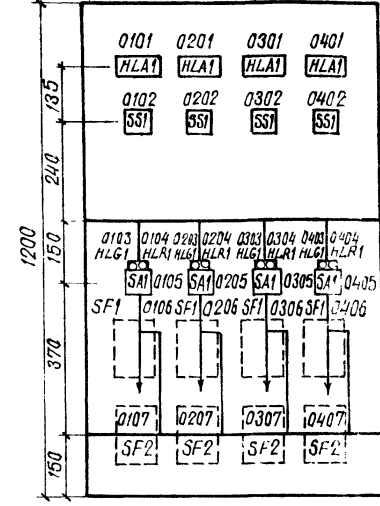 0101 0201 0301 0401
HLA1 HLA1 HLA1 HLA1
0102 0202 0302 0402
SS1 SS1 SS1 SS1
0103 0104 0203 0204 0303 0304 0403 0404
HLG1 HLR1 HLG1 HLR1 HLG1 HLR1 HLG1 HLR1
SA1 0105 SA1 0205 SA1 0305 SA1 0405
SF1 0106 SF1 0206 SF1 0306 SF1 0406
0107 0207 0307 0407
SF2 SF2 SF2 SF2
1200
135
240
150
370
150